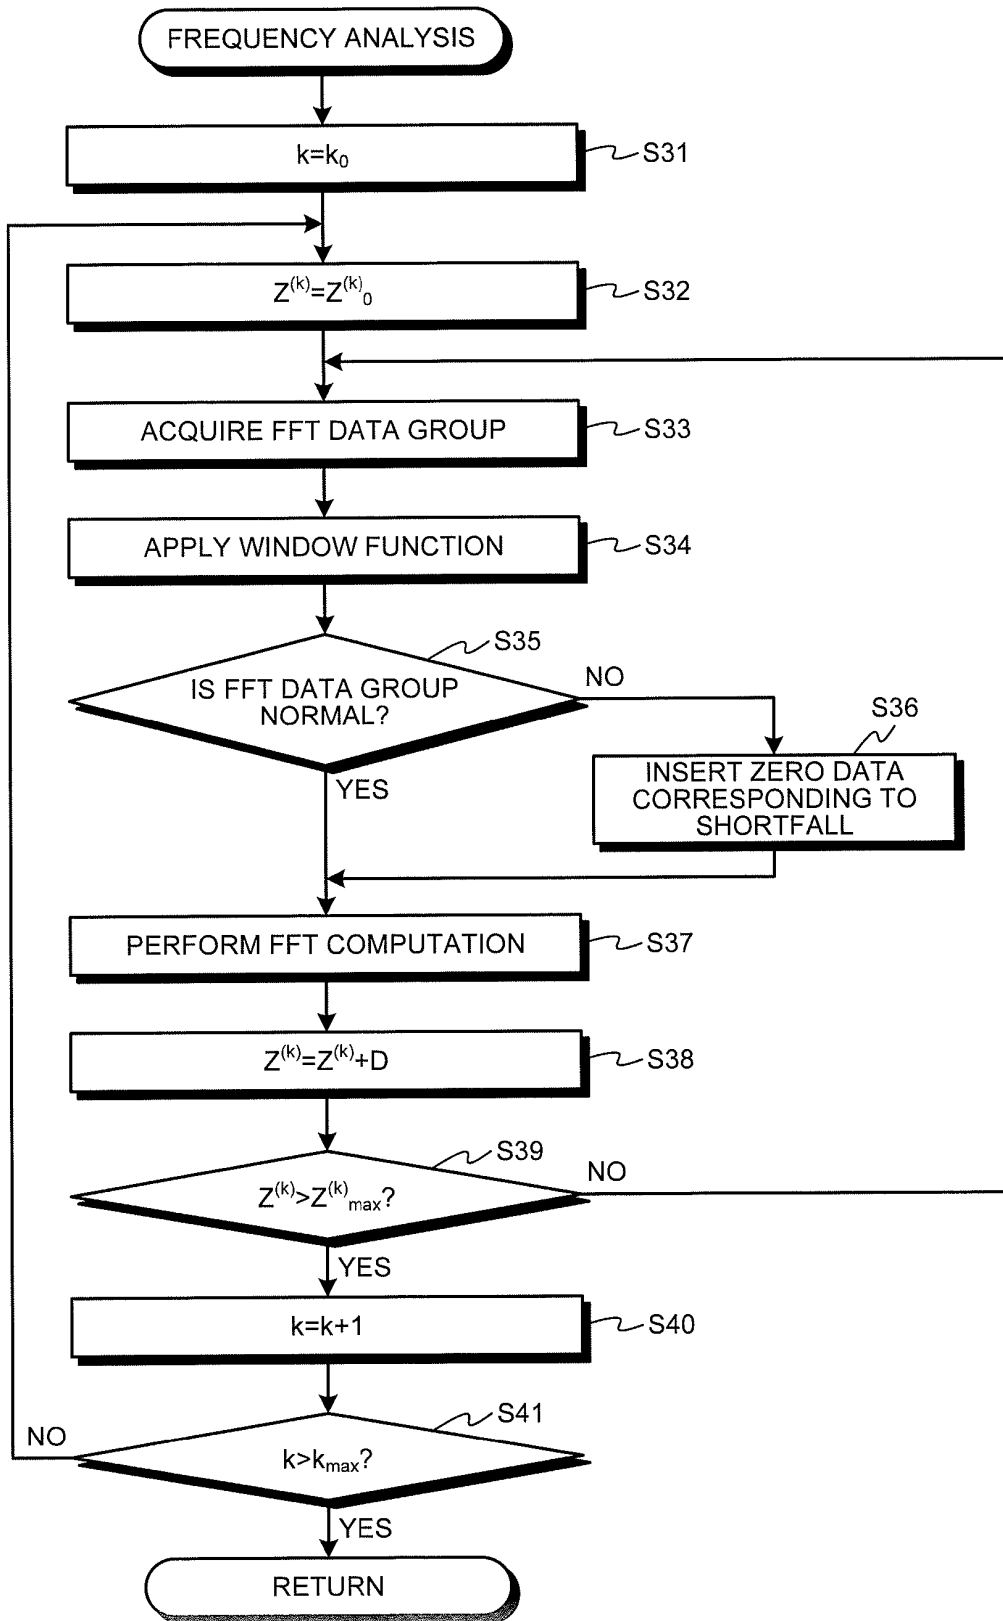 FREQUENCY ANALYSIS
k=k₀
S31
Z⁽ᵏ⁾=Z⁽ᵏ⁾₀
S32
ACQUIRE FFT DATA GROUP
S33
APPLY WINDOW FUNCTION
S34
S35
IS FFT DATA GROUP
NORMAL?
NO
YES
S36
INSERT ZERO DATA
CORRESPONDING TO
SHORTFALL
PERFORM FFT COMPUTATION
S37
Z⁽ᵏ⁾=Z⁽ᵏ⁾+D
S38
S39
Z⁽ᵏ⁾>Z⁽ᵏ⁾max?
NO
YES
k=k+1
S40
S41
NO
k>kmax?
YES
RETURN